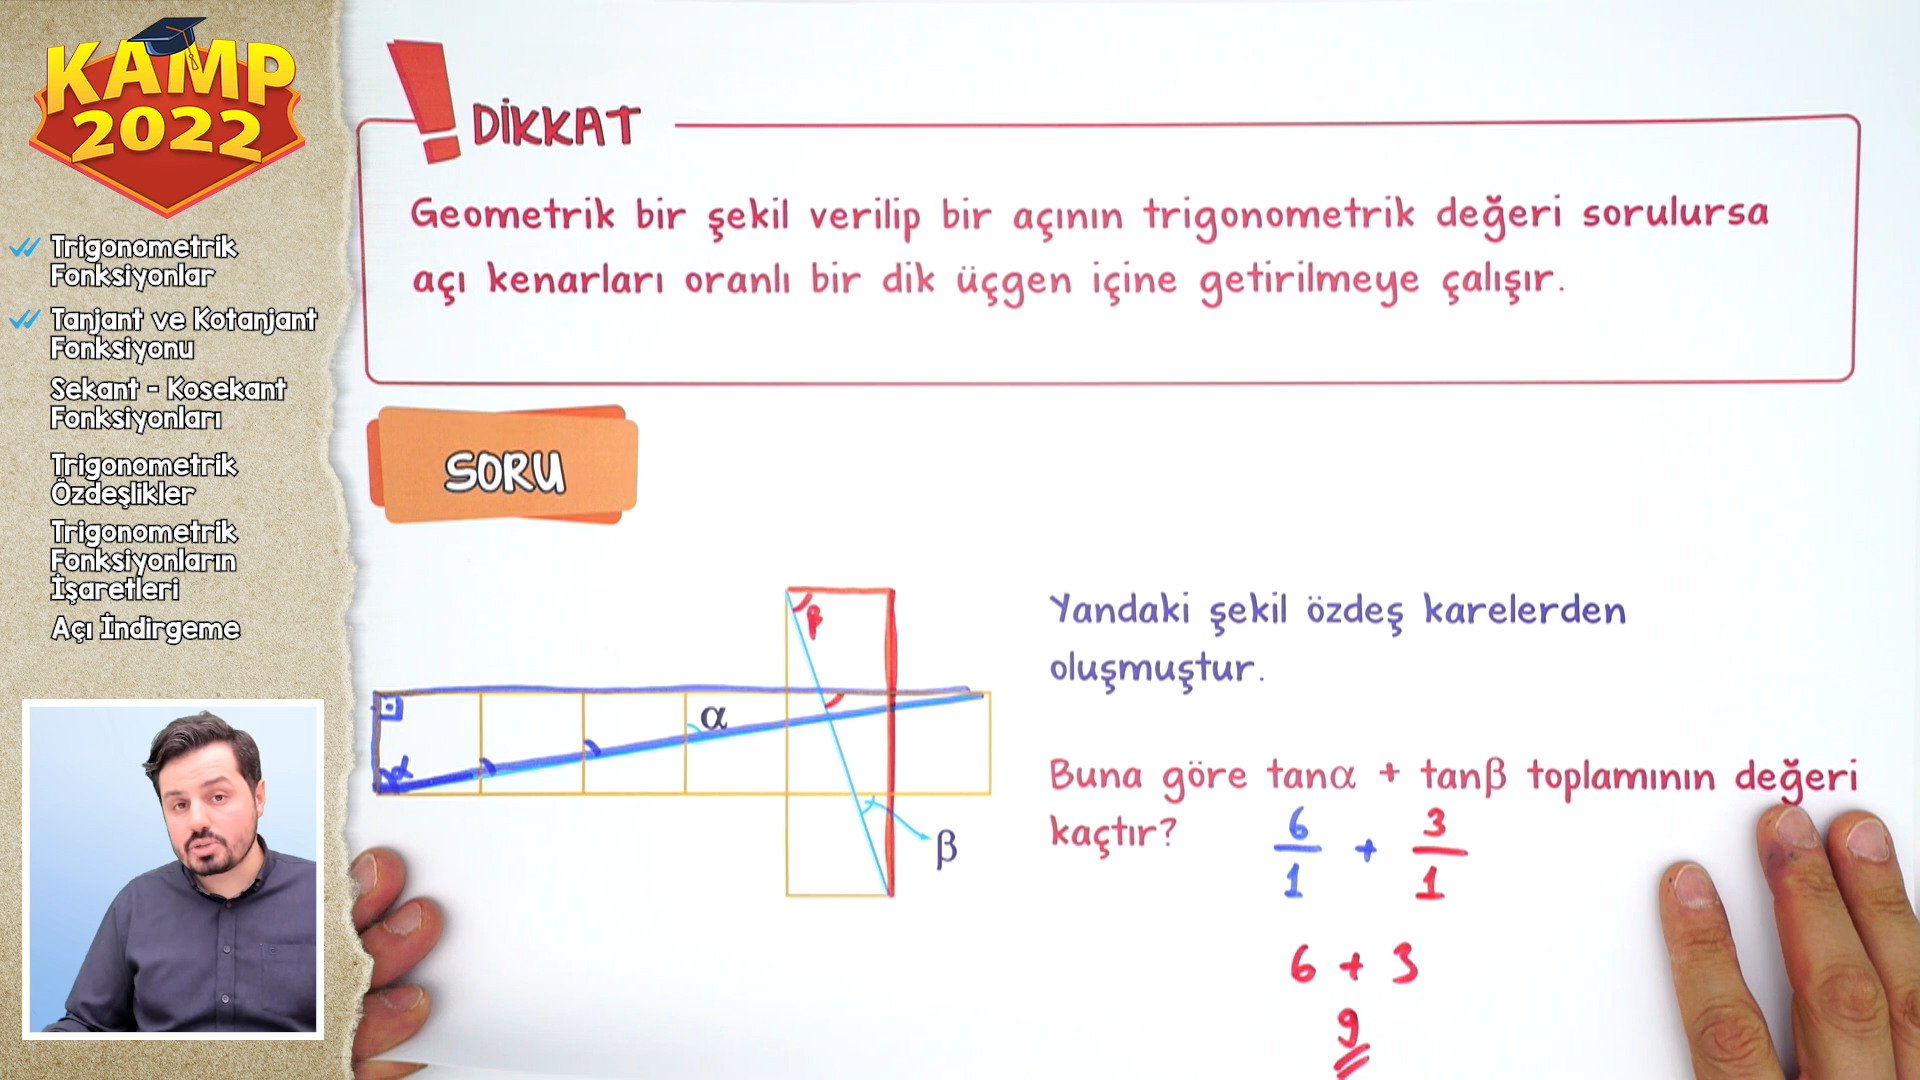 KAMP
2022
Trigonometrik
Fonksiyonlar
Tanjant ve Kotanjant
Fonksiyonu
Sekant - Kosekant
Fonksiyonları
Trigonometrik
Özdeşlikler
Trigonometrik
Fonksiyonların
İşaretleri
Açı İndirgeme
DİKKAT
Geometrik bir şekil verilip bir açının trigonometrik değeri sorulursa
açı kenarları oranlı bir dik üçgen içine getirilmeye çalışır.
SORU
β
α
α
β
Yandaki şekil özdeş karelerden
oluşmuştur.
Buna göre tanα + tanβ toplamının değeri
kaçtır?
6/1 + 3/1
6 + 3
9